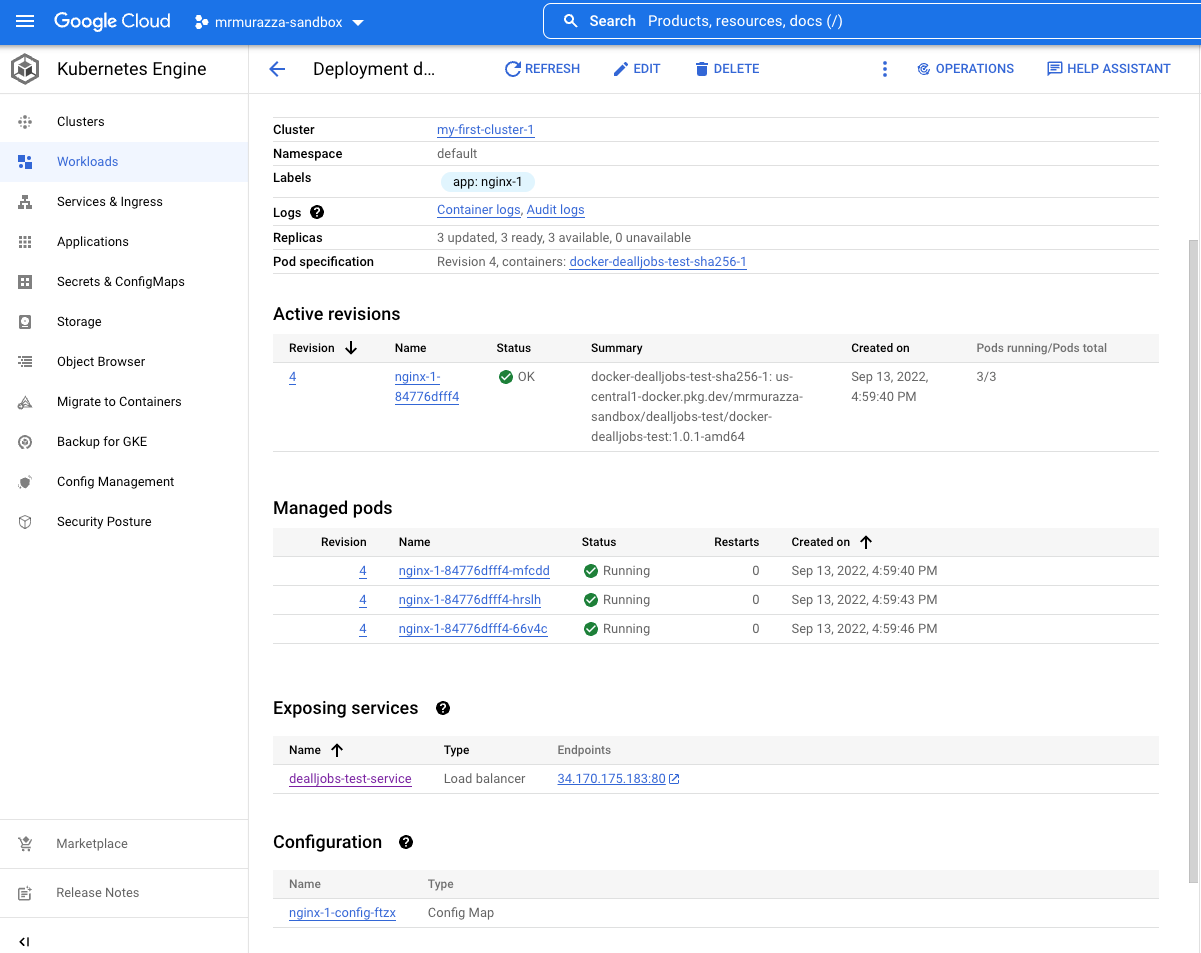 Google Cloud mrmurazza-sandbox Search Products, resources, docs (/)
Kubernetes Engine
Deployment d... REFRESH EDIT DELETE OPERATIONS HELP ASSISTANT
Clusters
Workloads
Services & Ingress
Applications
Secrets & ConfigMaps
Storage
Object Browser
Migrate to Containers
Backup for GKE
Config Management
Security Posture
Marketplace
Release Notes
Cluster my-first-cluster-1
Namespace default
Labels app: nginx-1
Logs ? Container logs, Audit logs
Replicas 3 updated, 3 ready, 3 available, 0 unavailable
Pod specification Revision 4, containers: docker-dealljobs-test-sha256-1
Active revisions
Revision Name Status Summary Created on Pods running/Pods total
4 nginx-1- OK docker-dealljobs-test-sha256-1: us- Sep 13, 2022, 3/3
84776dfff4 central1-docker.pkg.dev/mrmurazza- 4:59:40 PM
sandbox/dealljobs-test/docker-
dealljobs-test:1.0.1-amd64
Managed pods
Revision Name Status Restarts Created on
4 nginx-1-84776dfff4-mfcdd Running 0 Sep 13, 2022, 4:59:40 PM
4 nginx-1-84776dfff4-hrslh Running 0 Sep 13, 2022, 4:59:43 PM
4 nginx-1-84776dfff4-66v4c Running 0 Sep 13, 2022, 4:59:46 PM
Exposing services ?
Name Type Endpoints
dealljobs-test-service Load balancer 34.170.175.183:80
Configuration ?
Name Type
nginx-1-config-ftzx Config Map